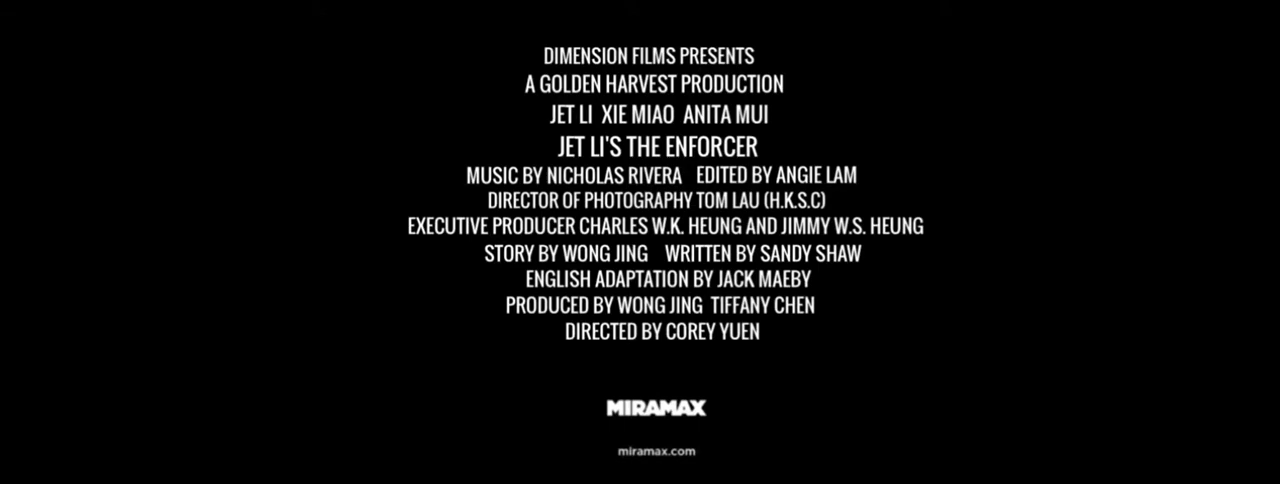 DIMENSION FILMS PRESENTS
A GOLDEN HARVEST PRODUCTION
JET LI XIE MIAO ANITA MUI
JET LI'S THE ENFORCER
MUSIC BY NICHOLAS RIVERA EDITED BY ANGIE LAM
DIRECTOR OF PHOTOGRAPHY TOM LAU (H.K.S.C)
EXECUTIVE PRODUCER CHARLES W.K. HEUNG AND JIMMY W.S. HEUNG
STORY BY WONG JING WRITTEN BY SANDY SHAW
ENGLISH ADAPTATION BY JACK MAEBY
PRODUCED BY WONG JING TIFFANY CHEN
DIRECTED BY COREY YUEN
MIRAMAX
miramax.com